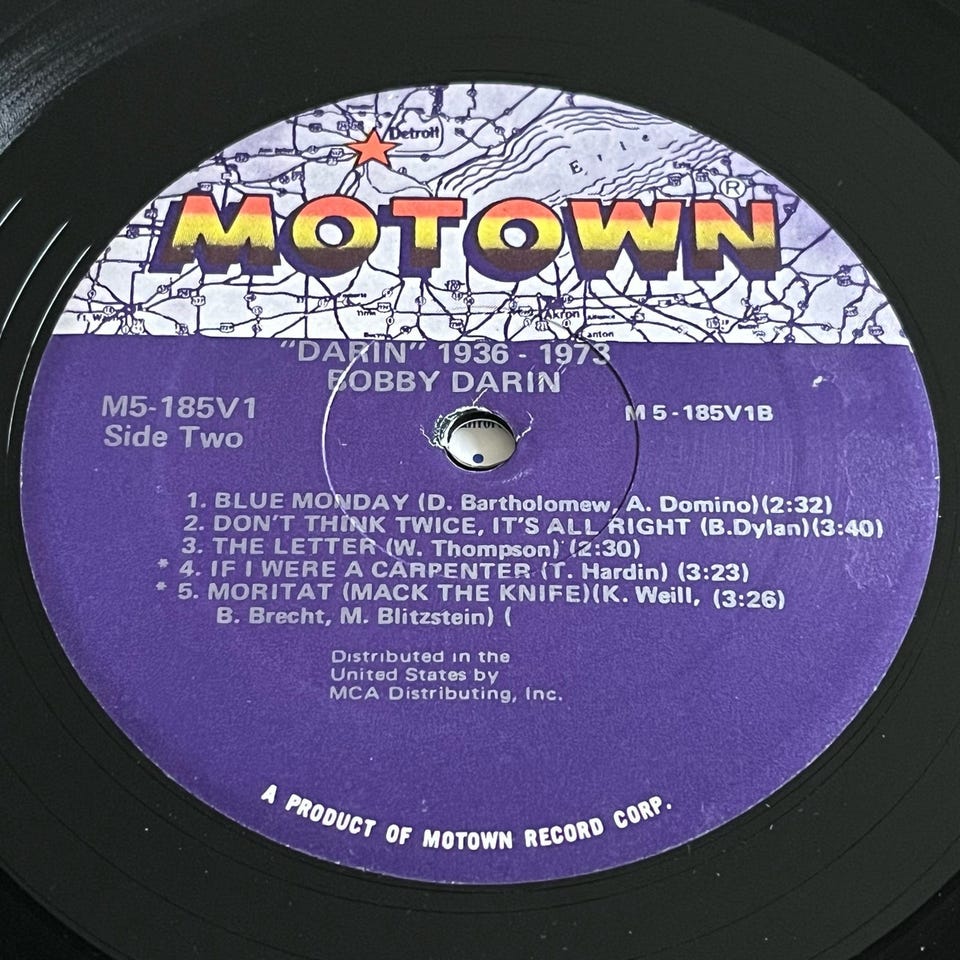 Detroit
Erie
MOTOWN®
Akron
"DARIN" 1936 - 1973
BOBBY DARIN
M5-185V1
M 5 - 185V1B
Side Two
1. BLUE MONDAY (D. Bartholomew, A. Domino)(2:32)
2. DON'T THINK TWICE, IT'S ALL RIGHT (B.Dylan)(3:40)
3. THE LETTER (W. Thompson) (2:30)
* 4. IF I WERE A CARPENTER (T. Hardin) (3:23)
* 5. MORITAT (MACK THE KNIFE)(K. Weill, (3:26)
B. Brecht, M. Blitzstein) (
Distributed in the
United States by
MCA Distributing, Inc.
A PRODUCT OF MOTOWN RECORD CORP.